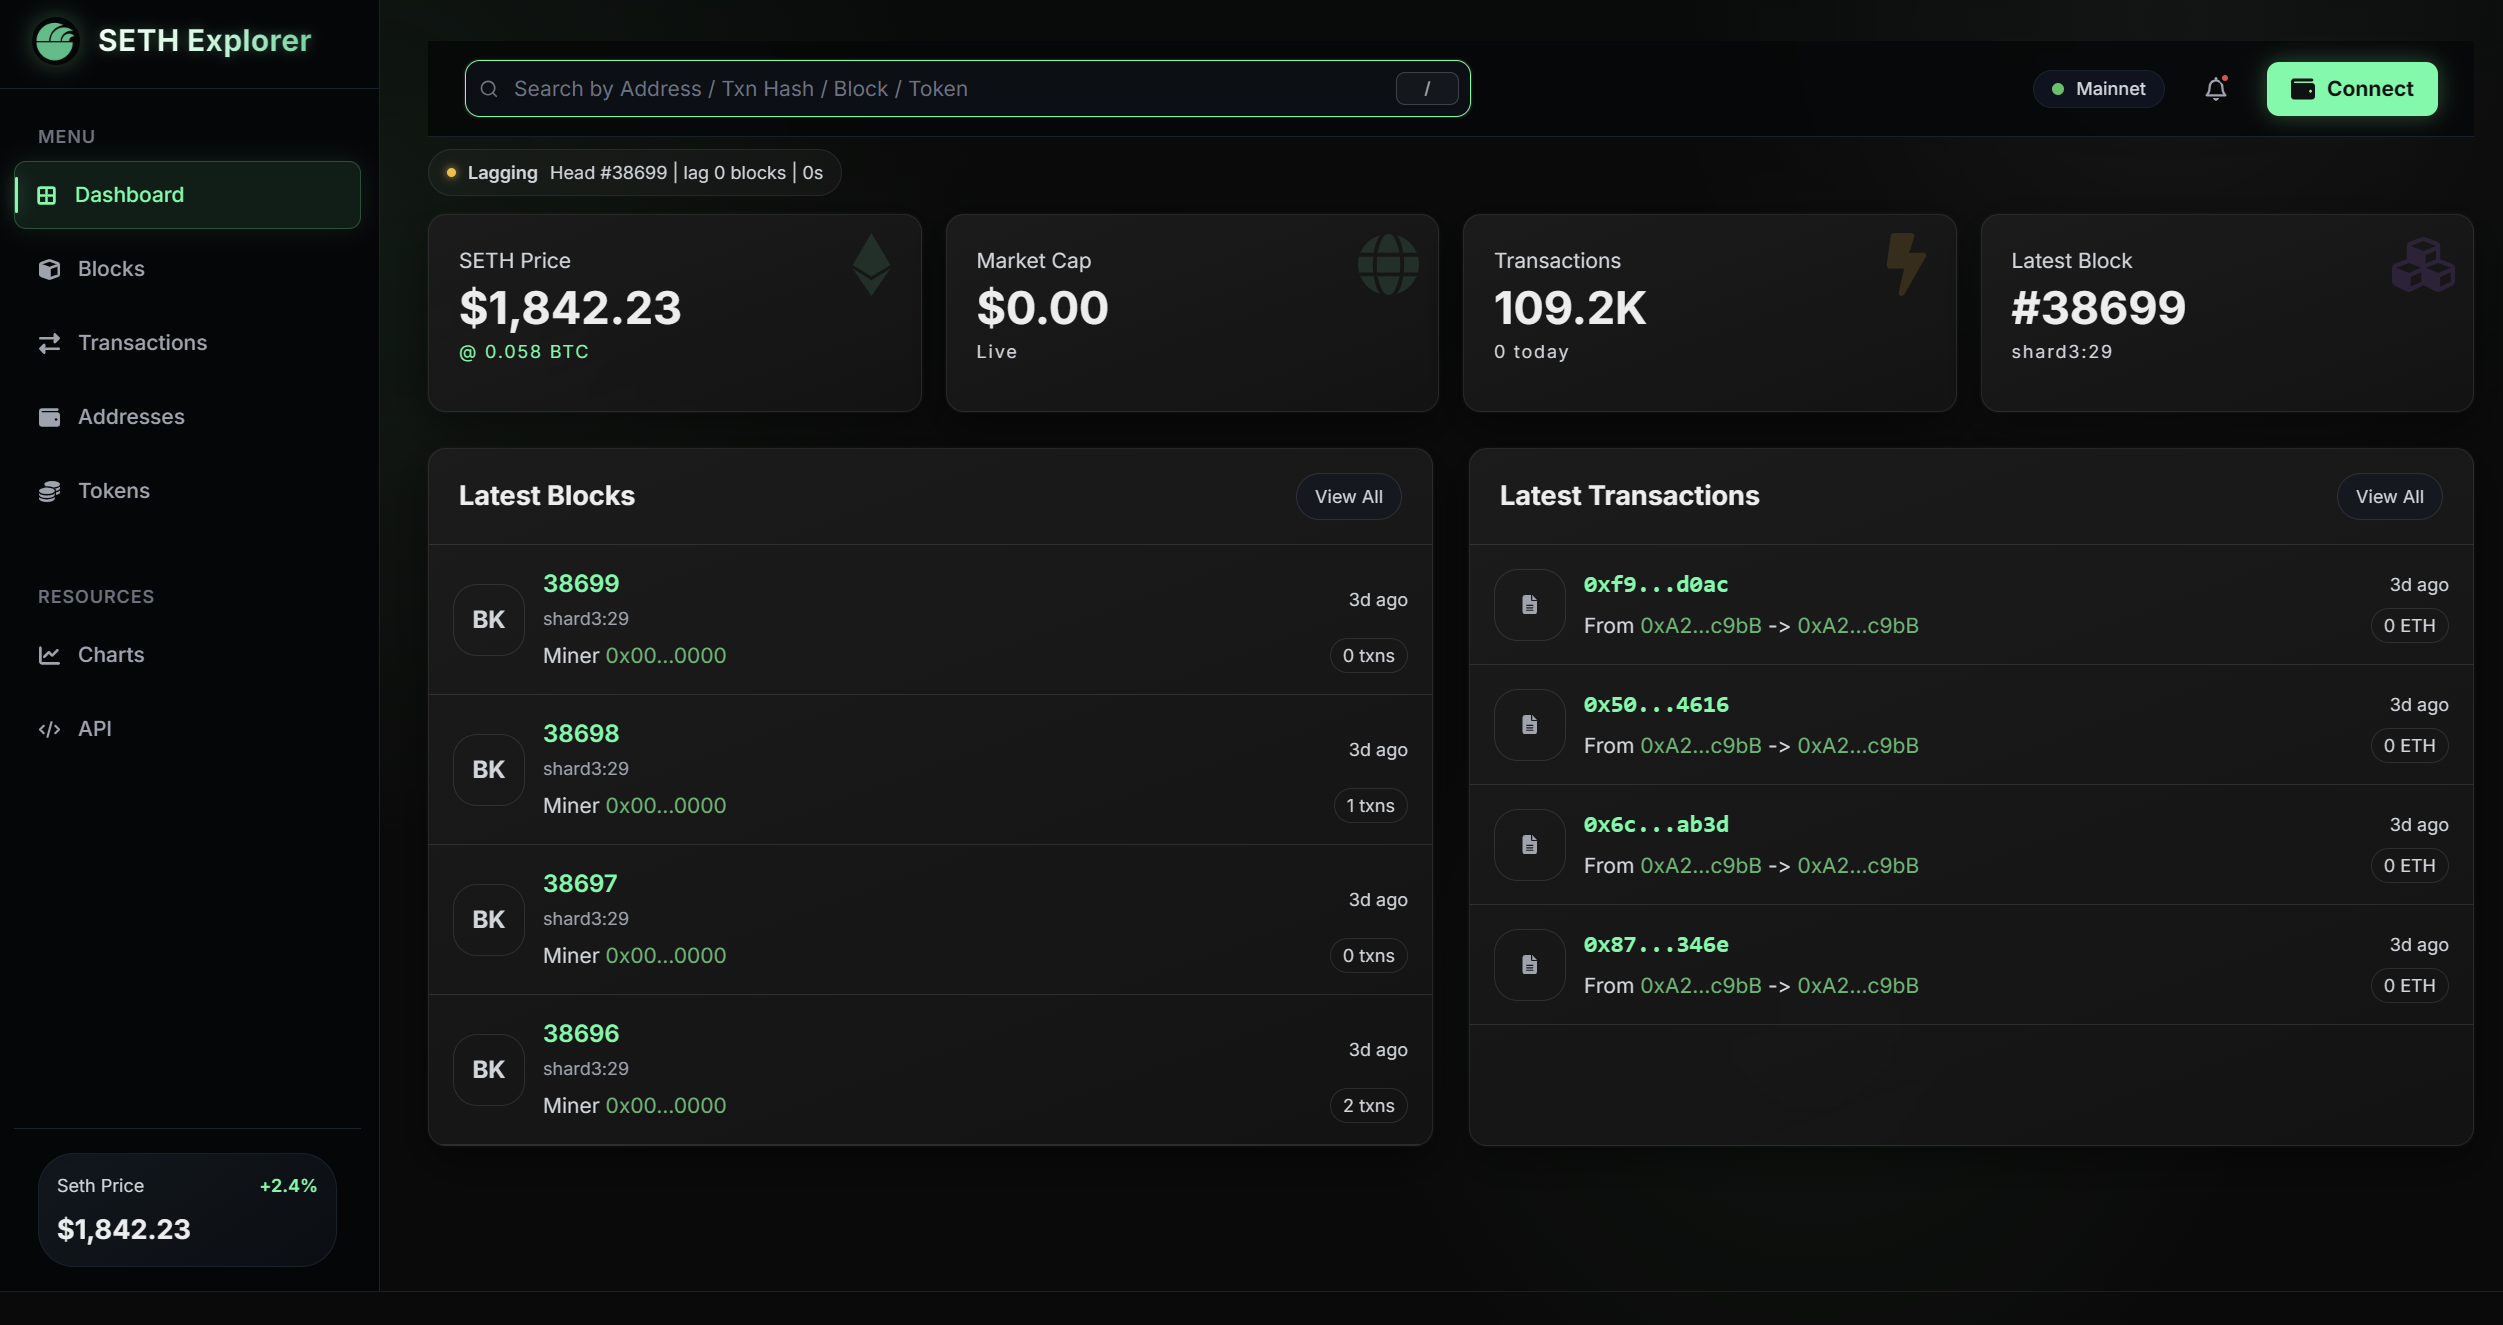 SETH Explorer
MENU
Dashboard
Blocks
Transactions
Addresses
Tokens
RESOURCES
Charts
API
Seth Price +2.4%
$1,842.23
Search by Address / Txn Hash / Block / Token /
Mainnet
Connect
Lagging Head #38699 | lag 0 blocks | 0s
SETH Price
$1,842.23
@ 0.058 BTC
Market Cap
$0.00
Live
Transactions
109.2K
0 today
Latest Block
#38699
shard3:29
Latest Blocks View All
BK
38699
shard3:29
Miner 0x00...0000
3d ago
0 txns
BK
38698
shard3:29
Miner 0x00...0000
3d ago
1 txns
BK
38697
shard3:29
Miner 0x00...0000
3d ago
0 txns
BK
38696
shard3:29
Miner 0x00...0000
3d ago
2 txns
Latest Transactions View All
0xf9...d0ac 3d ago
From 0xA2...c9bB -> 0xA2...c9bB 0 ETH
0x50...4616 3d ago
From 0xA2...c9bB -> 0xA2...c9bB 0 ETH
0x6c...ab3d 3d ago
From 0xA2...c9bB -> 0xA2...c9bB 0 ETH
0x87...346e 3d ago
From 0xA2...c9bB -> 0xA2...c9bB 0 ETH